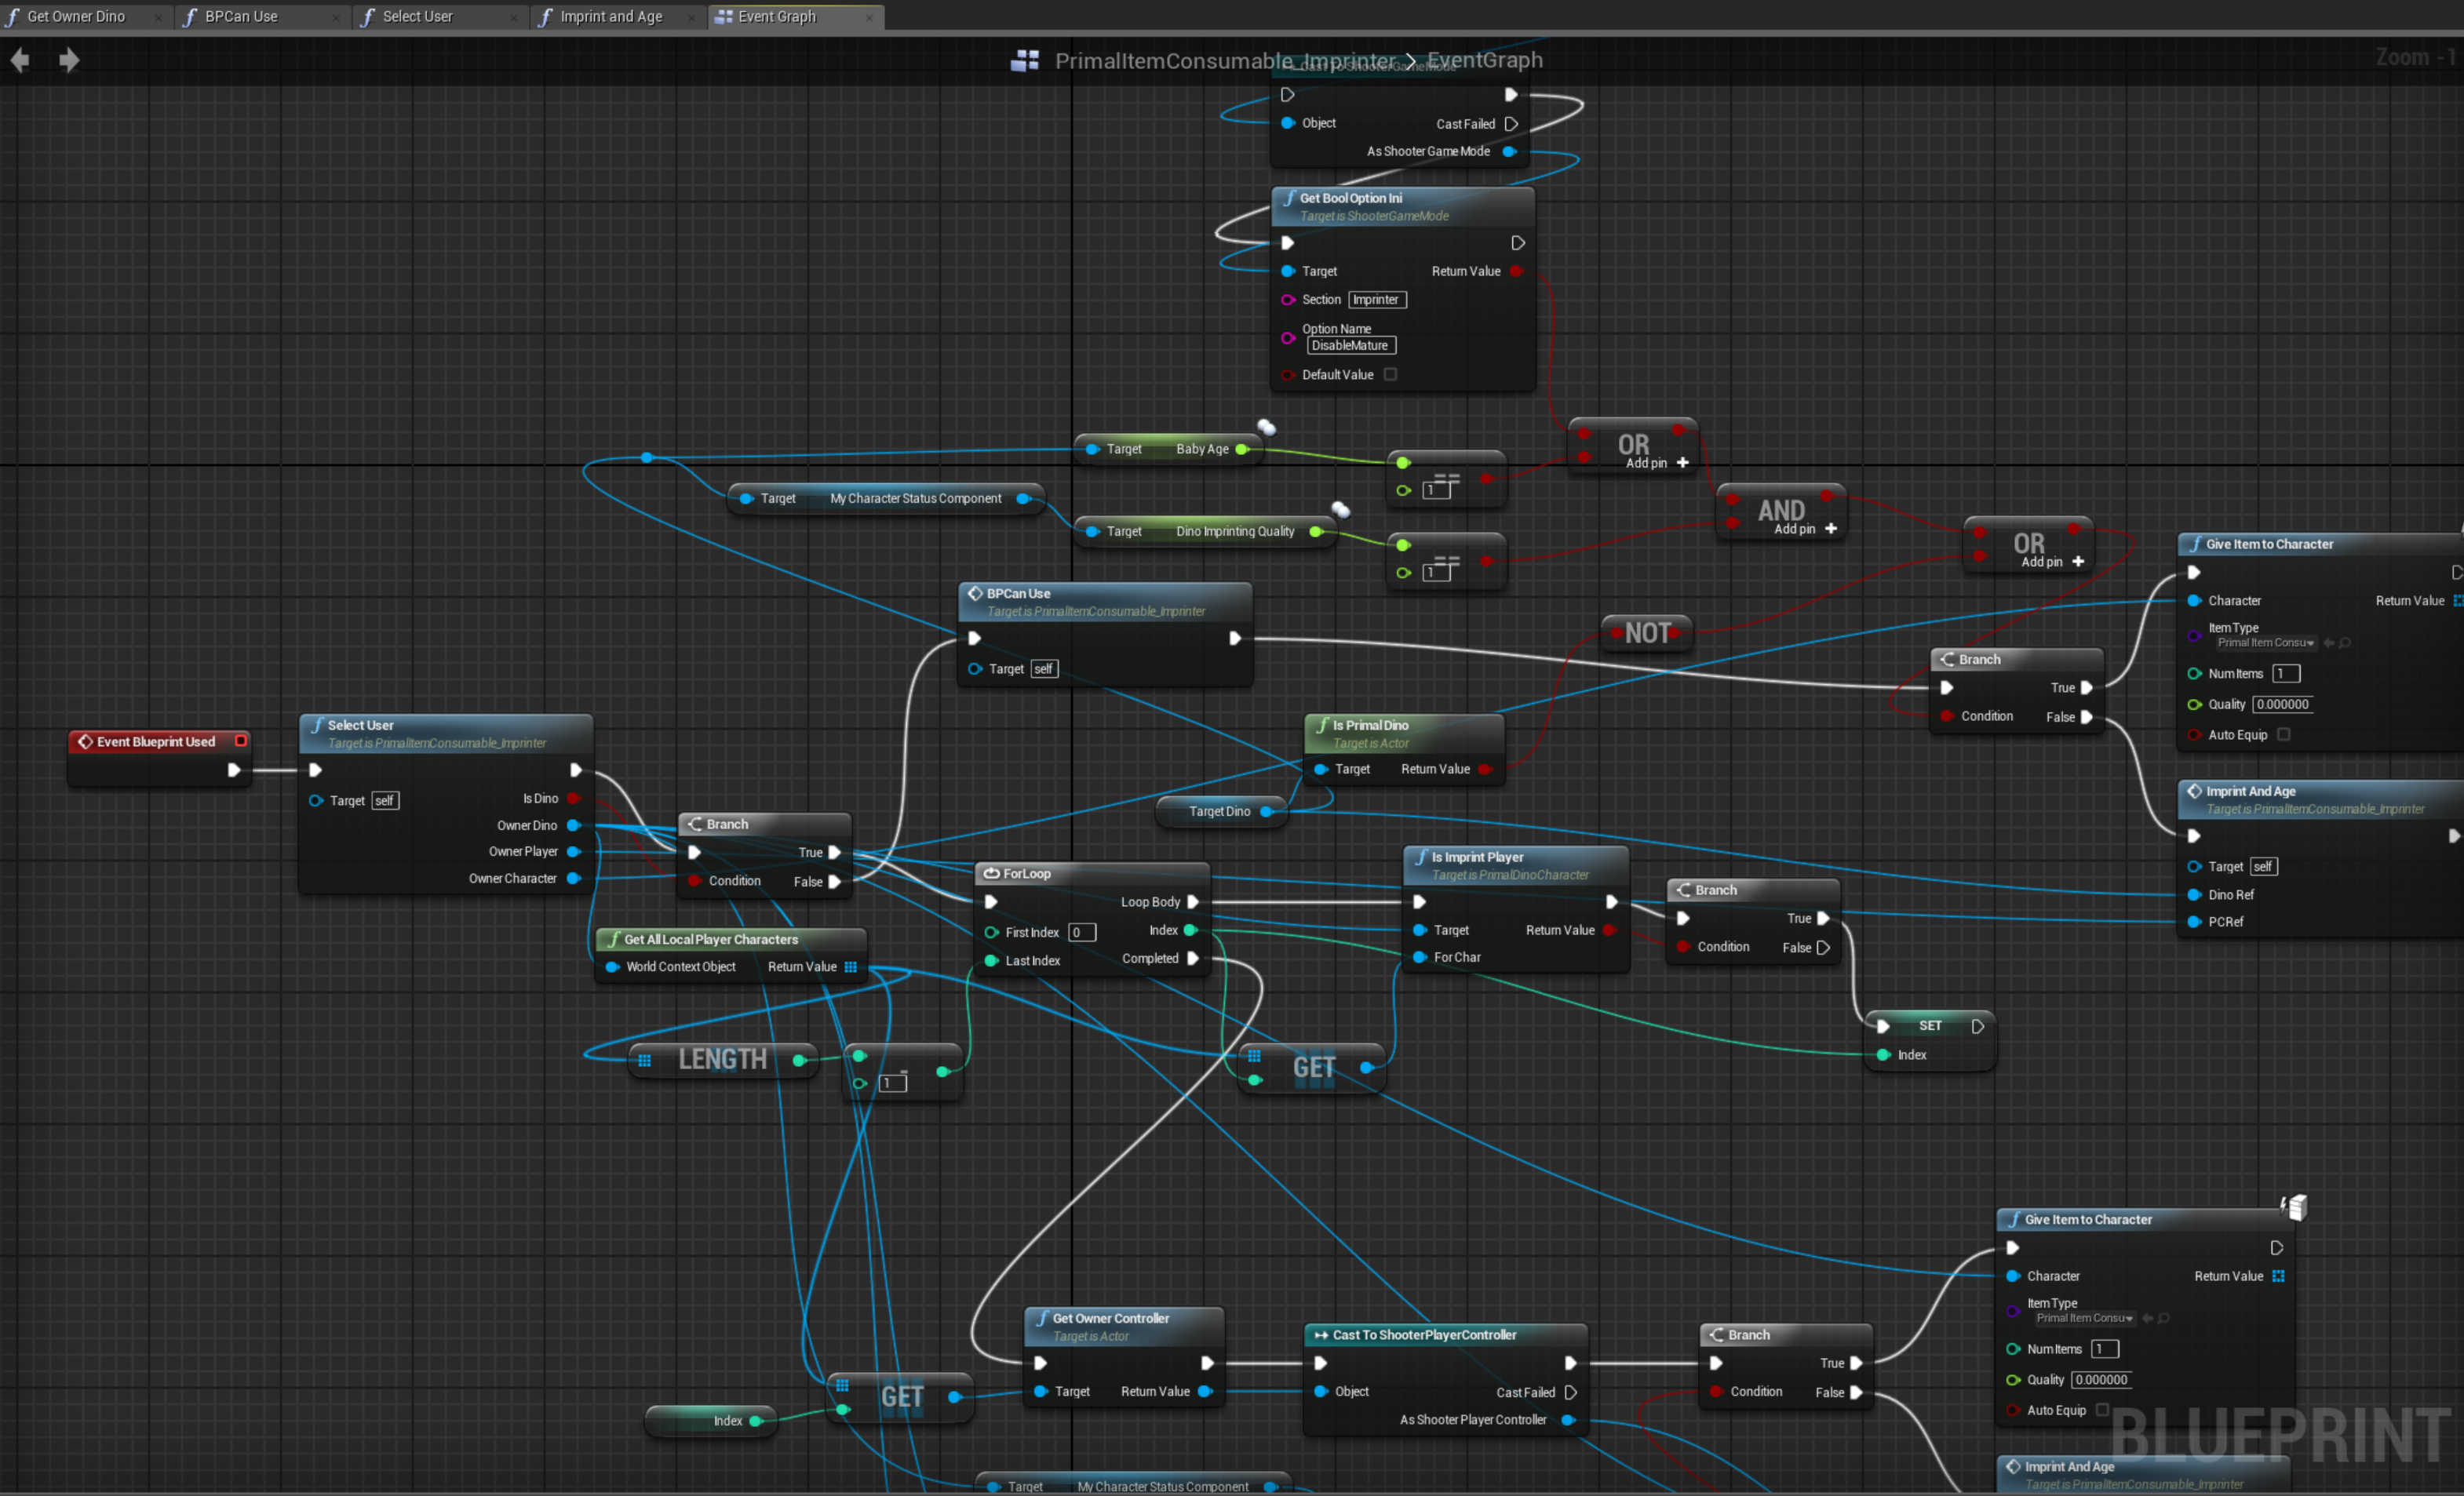 Get Owner Dino
BPCan Use
Select User
Imprint and Age
Event Graph
PrimalItemConsumable_Imprinter > EventGraph
Zoom -1
Cast To ShooterGameMode
Object
Cast Failed
As Shooter Game Mode
Get Bool Option Ini
Target is ShooterGameMode
Target
Return Value
Section Imprinter
Option Name
DisableMature
Default Value
Target Baby Age
==
1
OR
Add pin +
Target My Character Status Component
Target Dino Imprinting Quality
==
1
AND
Add pin +
OR
Add pin +
NOT
BPCan Use
Target is PrimalItemConsumable_Imprinter
Target self
Give Item to Character
Character
Return Value
Item Type
Primal Item Consu
Num Items 1
Quality 0.000000
Auto Equip
Branch
True
Condition
False
Event Blueprint Used
Select User
Target is PrimalItemConsumable_Imprinter
Target self
Is Dino
Owner Dino
Owner Player
Owner Character
Is Primal Dino
Target is Actor
Target
Return Value
Target Dino
Imprint And Age
Target is PrimalItemConsumable_Imprinter
Target self
Dino Ref
PCRef
Branch
True
Condition
False
ForLoop
Loop Body
First Index 0
Index
Last Index
Completed
Is Imprint Player
Target is PrimalDinoCharacter
Target
Return Value
For Char
Branch
True
Condition
False
Get All Local Player Characters
World Context Object
Return Value
SET
Index
LENGTH
-
1
GET
Give Item to Character
Character
Return Value
Item Type
Primal Item Consu
Num Items 1
Quality 0.000000
Auto Equip
Get Owner Controller
Target is Actor
Target
Return Value
Cast To ShooterPlayerController
Object
Cast Failed
As Shooter Player Controller
Branch
True
Condition
False
Index
GET
BLUEPRINT
Imprint And Age
Target is PrimalItemConsumable_Imprinter
Target My Character Status Component